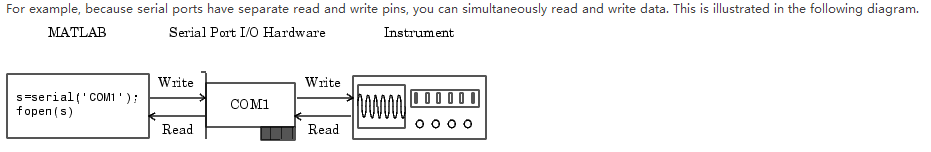 For example, because serial ports have separate read and write pins, you can simultaneously read and write data. This is illustrated in the following diagram.
MATLAB Serial Port I/O Hardware Instrument
Write Write
s=serial('COM1');
fopen(s)
COM1
Read Read